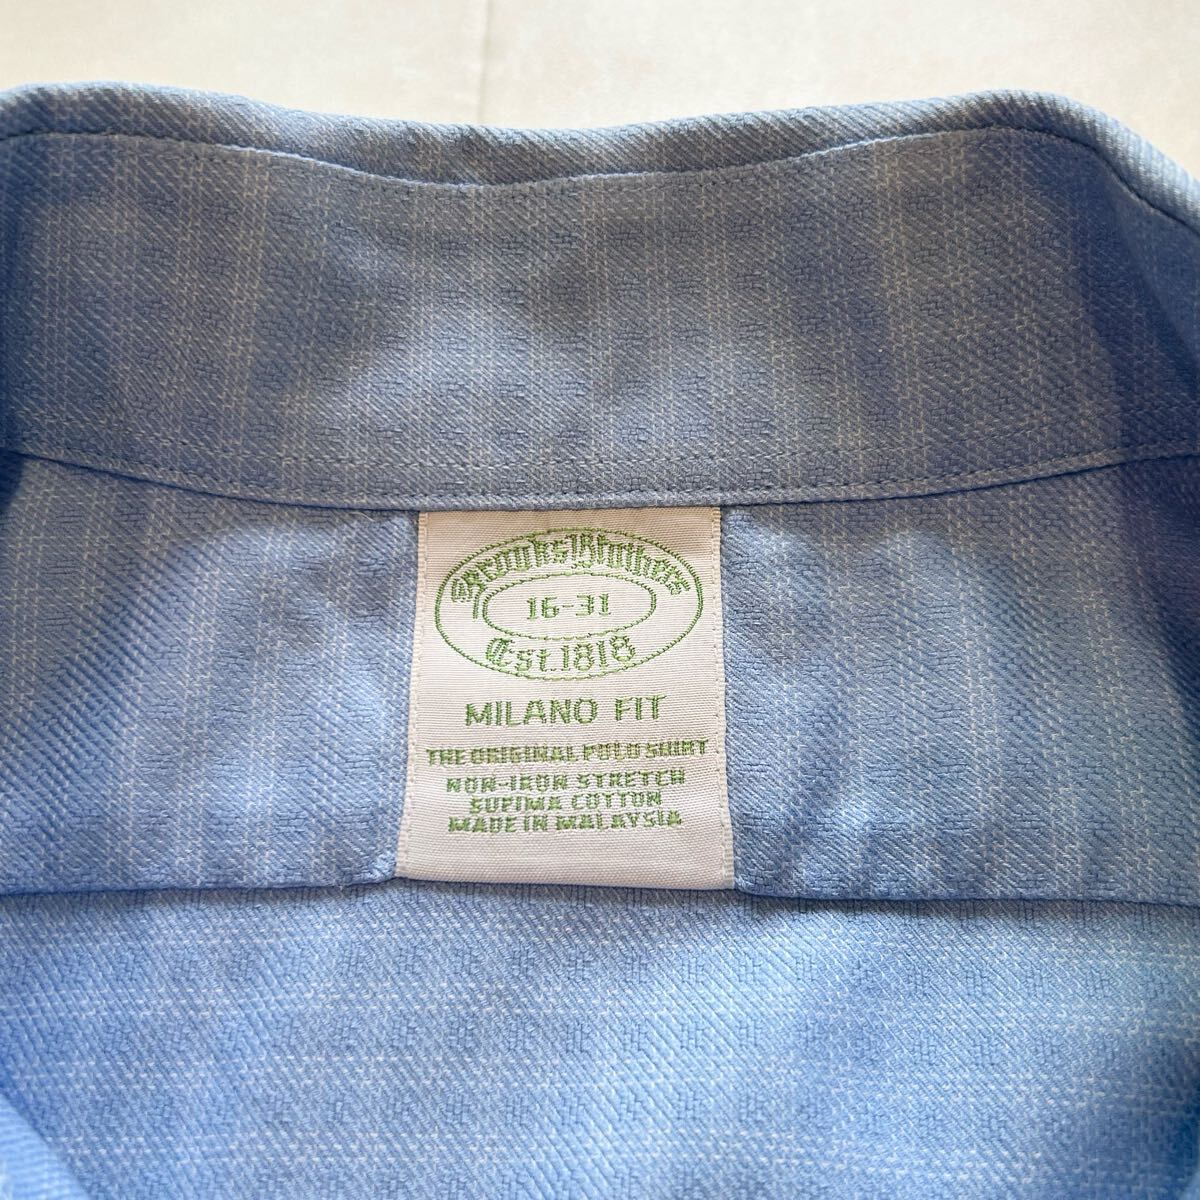 Brooks Brothers
16-31
Est. 1818
MILANO FIT
THE ORIGINAL POLO SHIRT
NON-IRON STRETCH
SUPIMA COTTON
MADE IN MALAYSIA